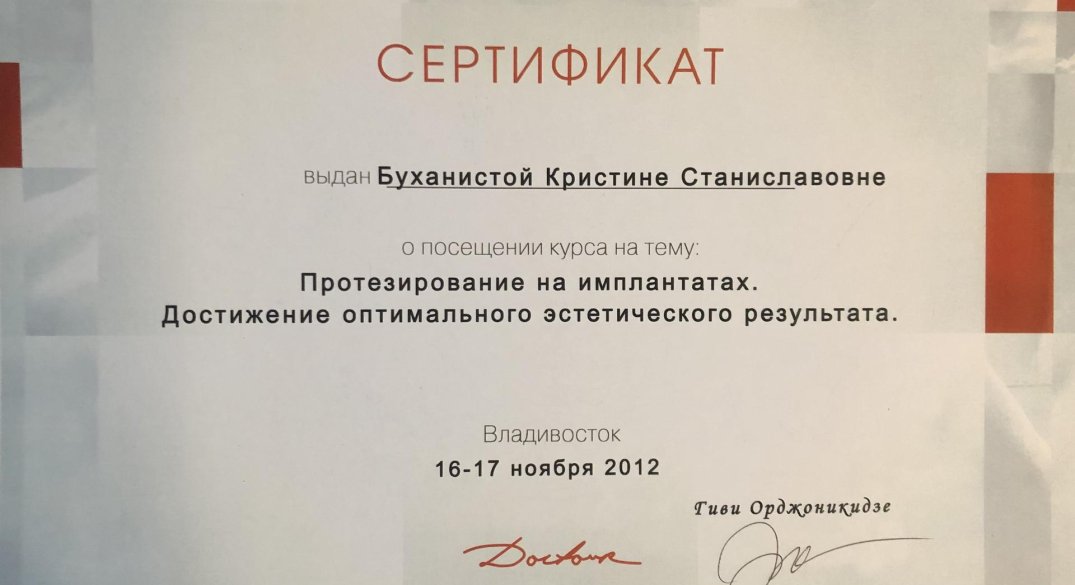 СЕРТИФИКАТ
выдан Буханистой Кристине Станиславовне
о посещении курса на тему:
Протезирование на имплантатах.
Достижение оптимального эстетического результата.
Владивосток
16-17 ноября 2012
Гиви Орджоникидзе